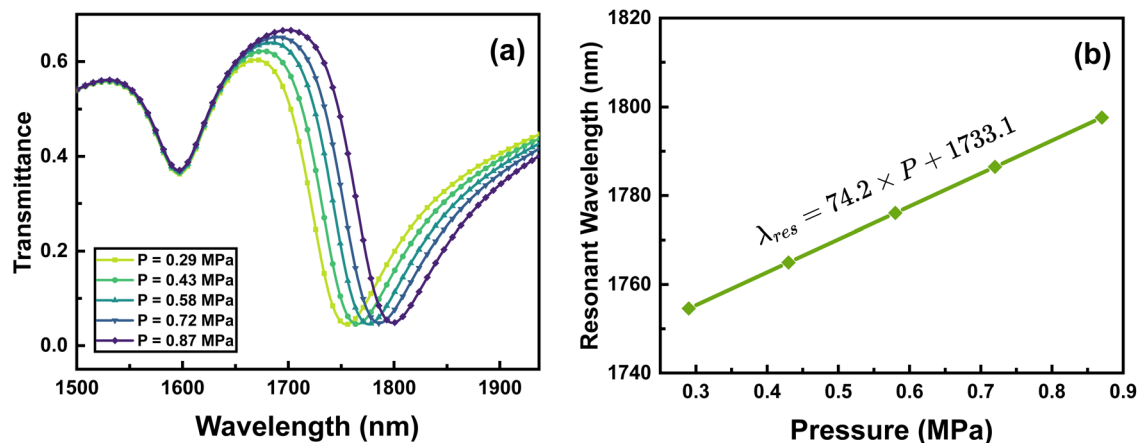 (a)
Transmittance
0.6
0.4
0.2
0.0
P = 0.29 MPa
P = 0.43 MPa
P = 0.58 MPa
P = 0.72 MPa
P = 0.87 MPa
1500 1600 1700 1800 1900
Wavelength (nm)
(b)
Resonant Wavelength (nm)
1820
1800
1780
1760
1740
λres = 74.2 × P + 1733.1
0.3 0.4 0.5 0.6 0.7 0.8 0.9
Pressure (MPa)